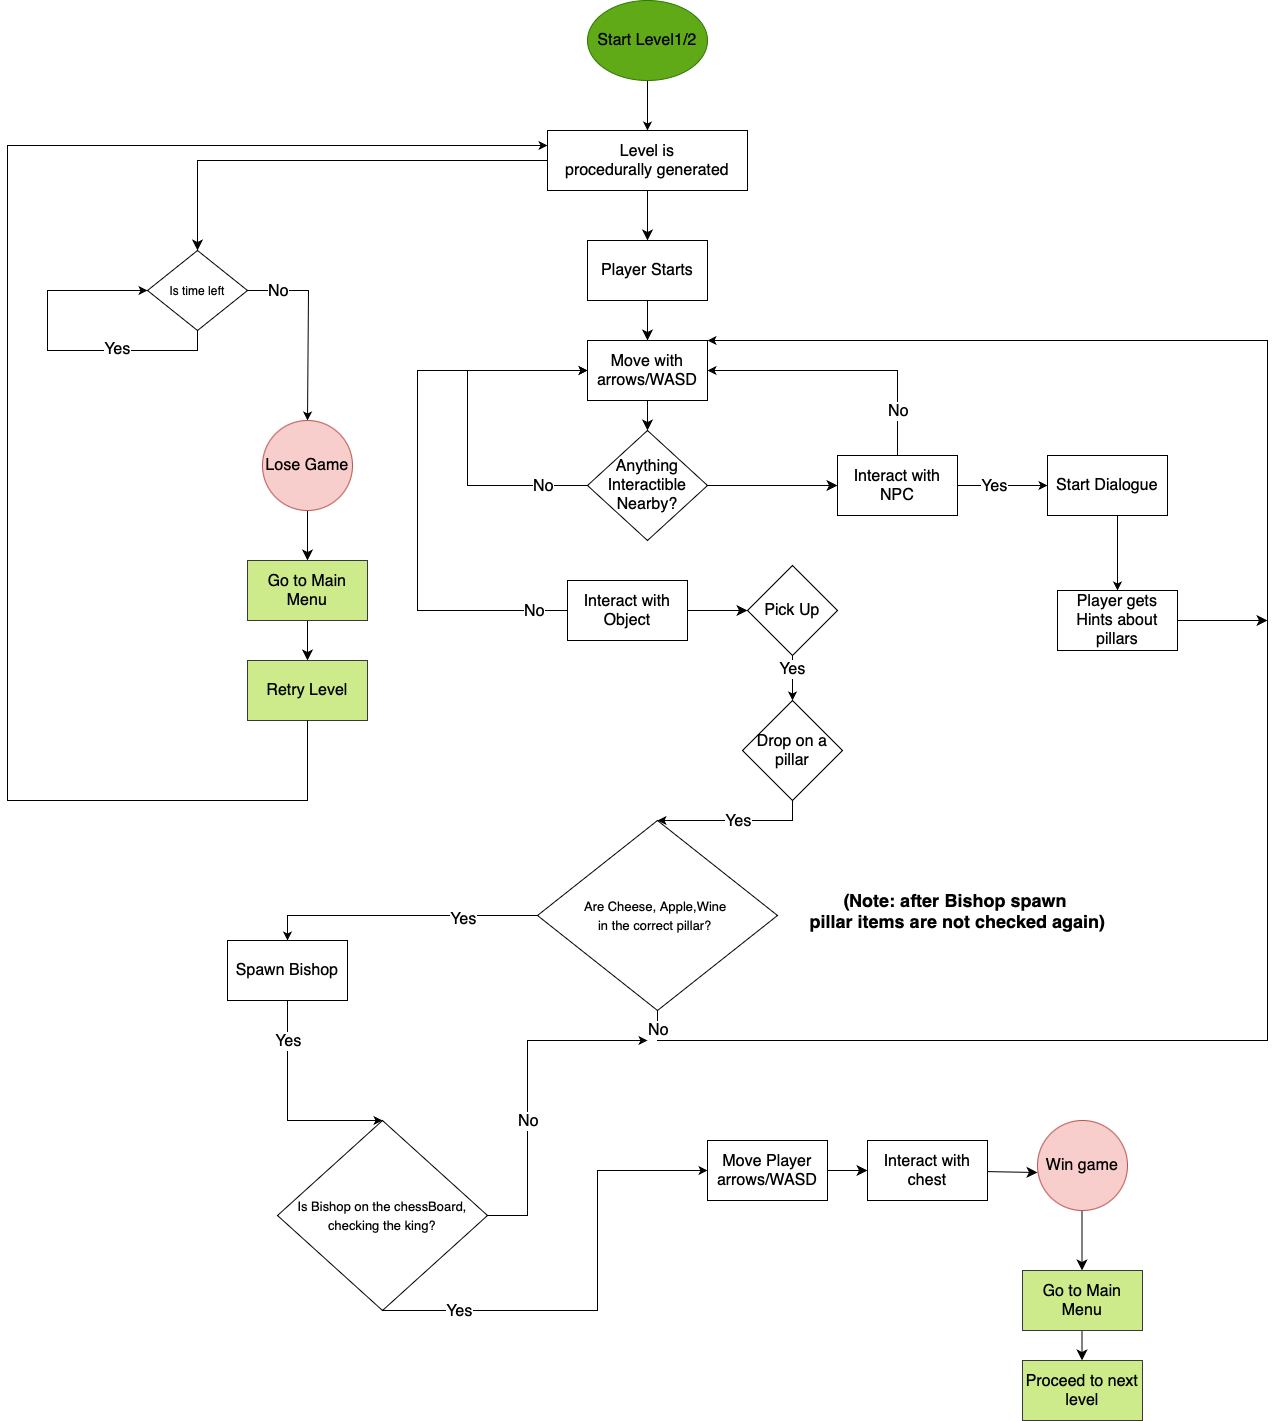 Start Level1/2
Level is
procedurally generated
Player Starts
Is time left
No
Yes
Move with
arrows/WASD
No
Lose Game
Anything
Interactible
Nearby?
No
Interact with
NPC
Yes
Start Dialogue
Go to Main
Menu
Interact with
Object
No
Pick Up
Player gets
Hints about
pillars
Yes
Retry Level
Drop on a
pillar
Yes
Are Cheese, Apple,Wine
in the correct pillar?
(Note: after Bishop spawn
pillar items are not checked again)
Yes
Spawn Bishop
No
Yes
No
Is Bishop on the chessBoard,
checking the king?
Yes
Move Player
arrows/WASD
Interact with
chest
Win game
Go to Main
Menu
Proceed to next
level